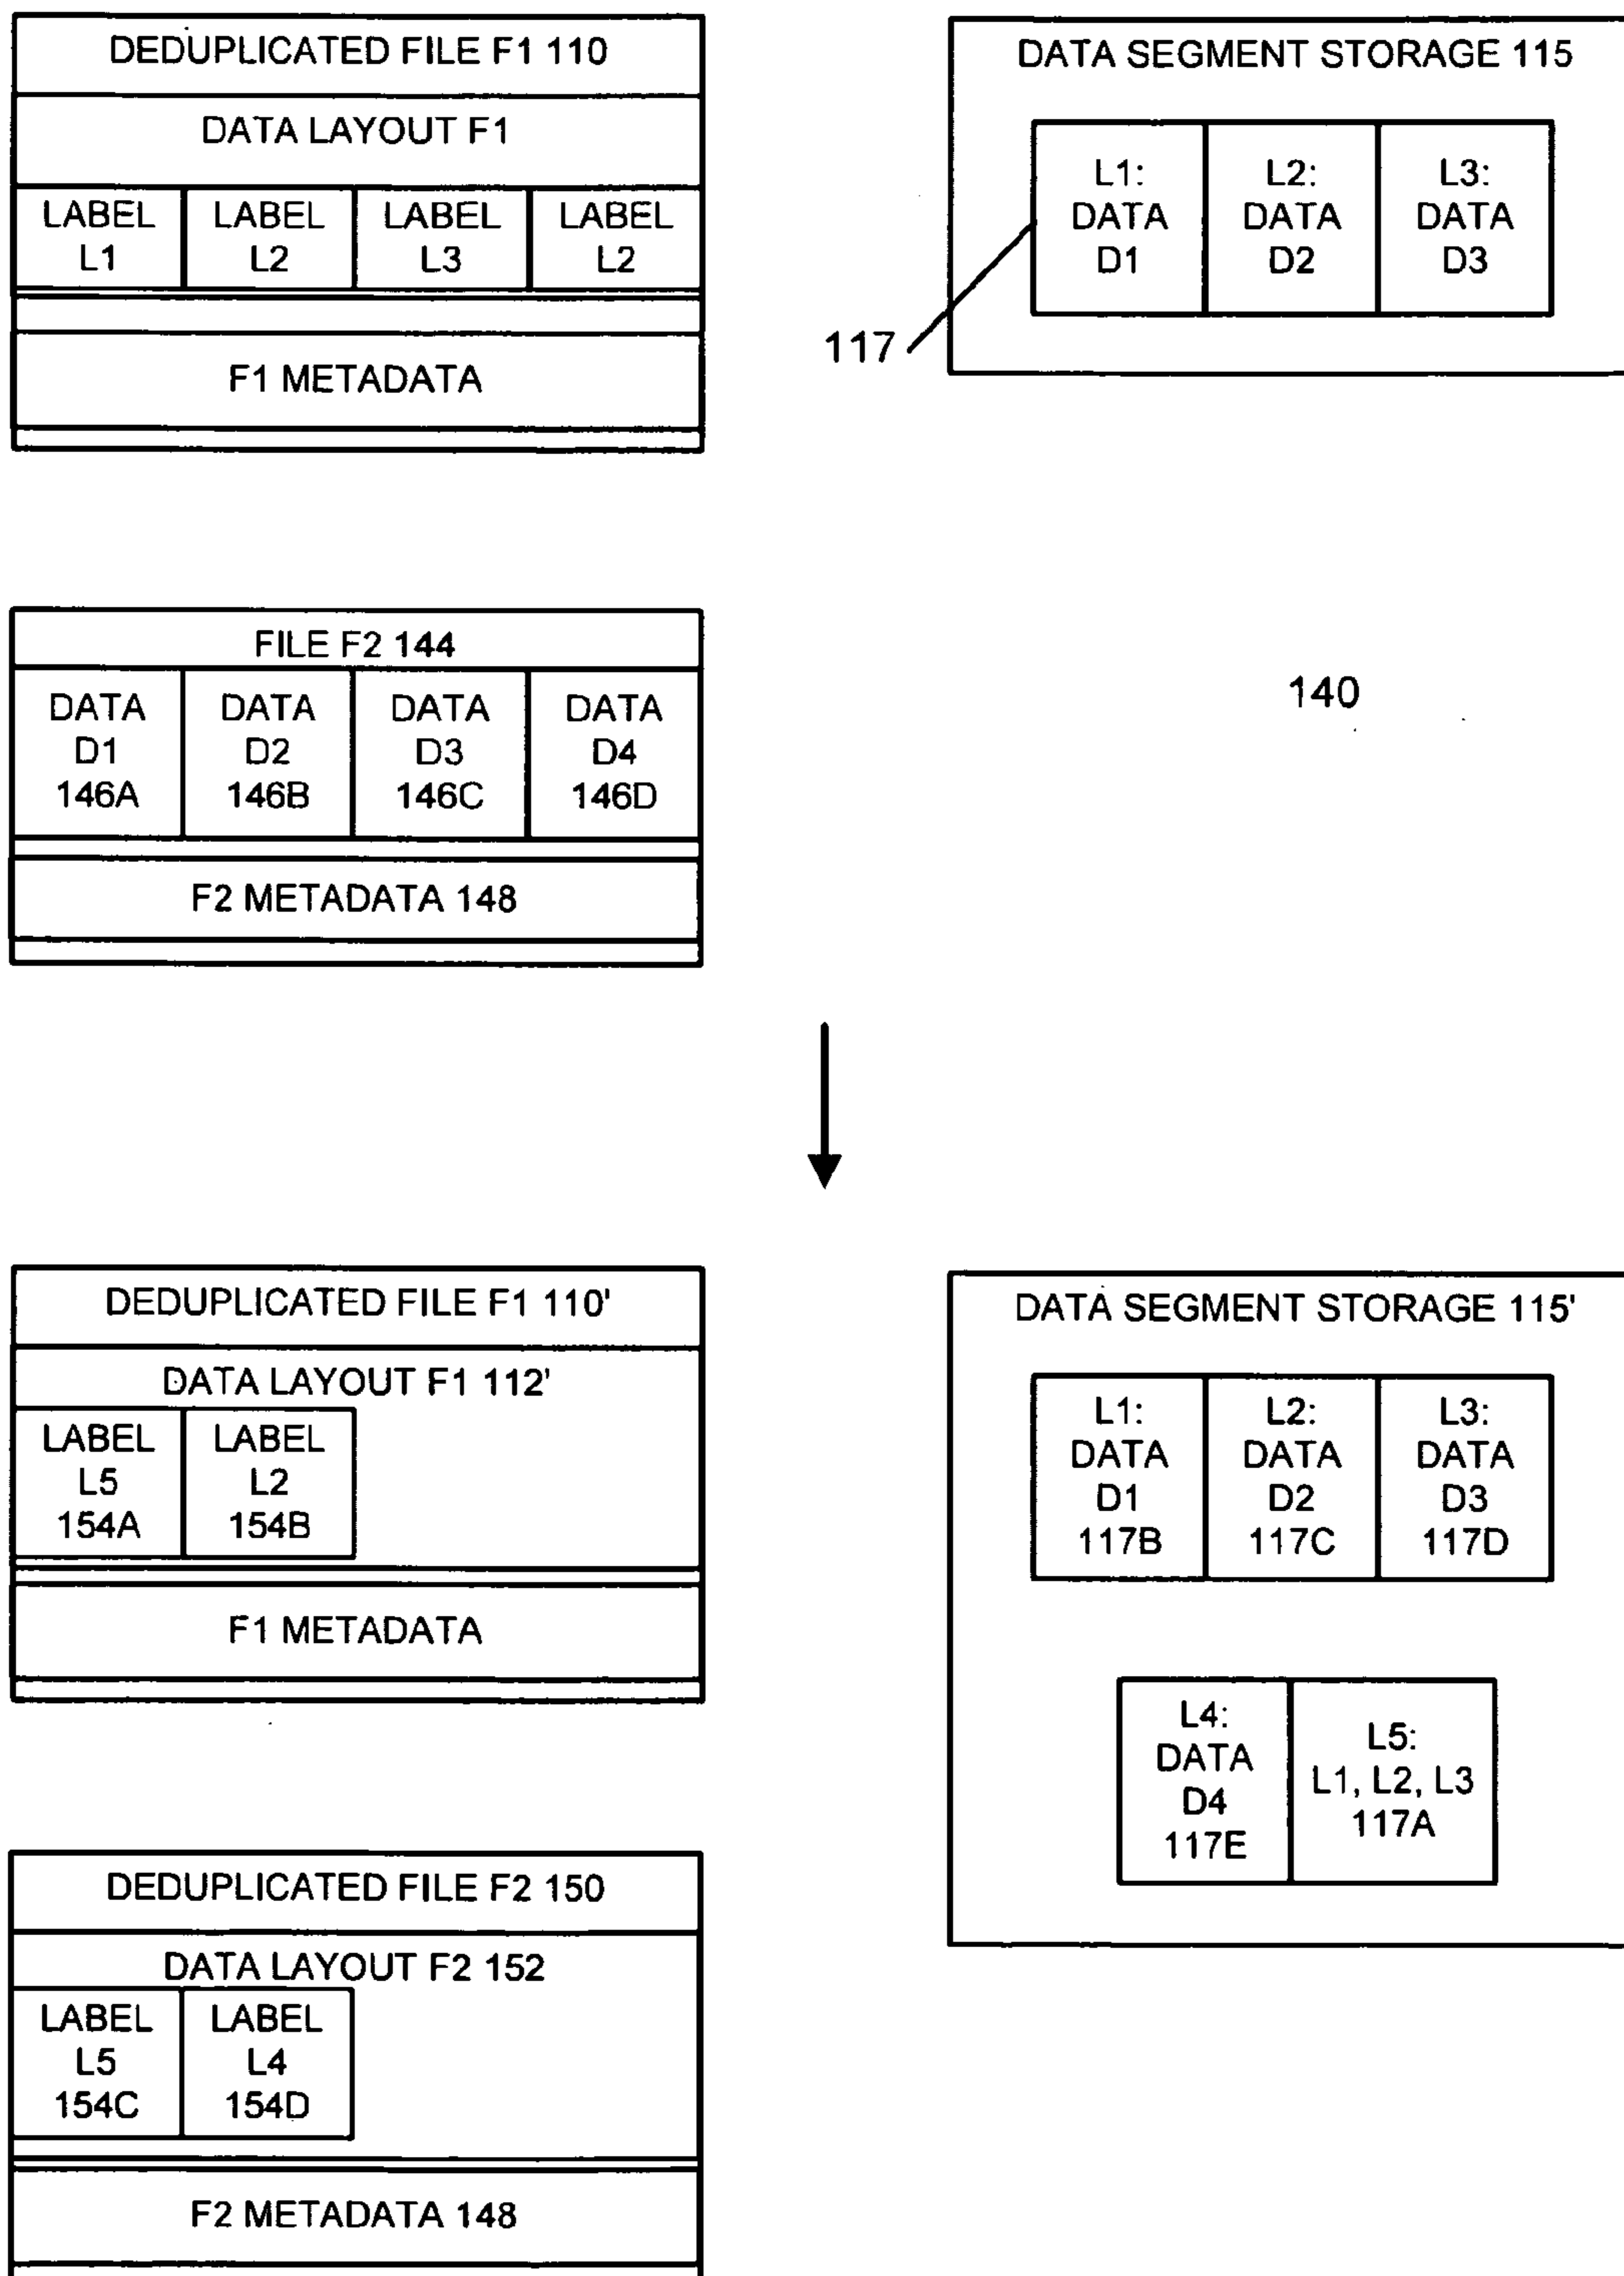 DEDUPLICATED FILE F1 110
DATA LAYOUT F1
LABEL
L1
LABEL
L2
LABEL
L3
LABEL
L2
F1 METADATA
DATA SEGMENT STORAGE 115
L1:
DATA
D1
L2:
DATA
D2
L3:
DATA
D3
117
FILE F2 144
DATA
D1
146A
DATA
D2
146B
DATA
D3
146C
DATA
D4
146D
F2 METADATA 148
140
DEDUPLICATED FILE F1 110'
DATA LAYOUT F1 112'
LABEL
L5
154A
LABEL
L2
154B
F1 METADATA
DATA SEGMENT STORAGE 115'
L1:
DATA
D1
117B
L2:
DATA
D2
117C
L3:
DATA
D3
117D
L4:
DATA
D4
117E
L5:
L1, L2, L3
117A
DEDUPLICATED FILE F2 150
DATA LAYOUT F2 152
LABEL
L5
154C
LABEL
L4
154D
F2 METADATA 148